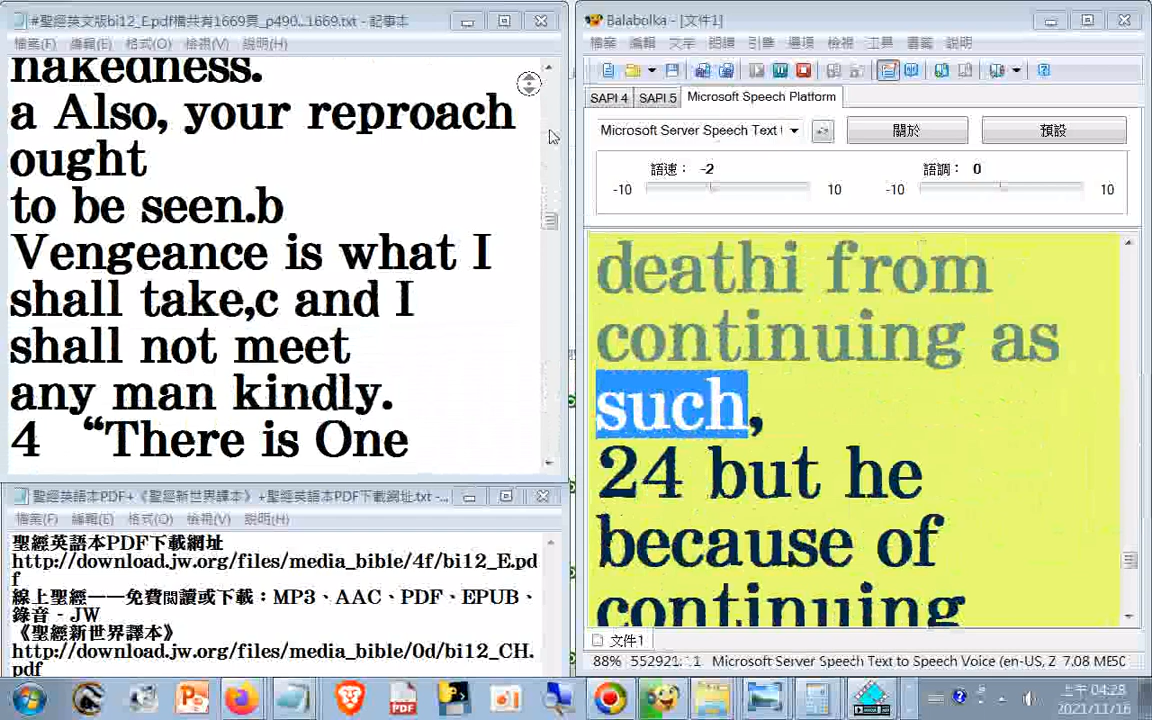 #聖經英文版bi12_E.pdf檔共有1669頁_p490...1669.txt - 記事本
檔案(F) 編輯(E) 格式(O) 檢視(V) 說明(H)
nakedness.
a Also, your reproach
ought
to be seen.b
Vengeance is what I
shall take,c and I
shall not meet
any man kindly.
4 “There is One
聖經英語本PDF+《聖經新世界譯本》+聖經英語本PDF下載網址.txt -...
檔案(F) 編輯(E) 格式(O) 檢視(V) 說明(H)
聖經英語本PDF下載網址
http://download.jw.org/files/media_bible/4f/bi12_E.pd
f
線上聖經——免費閱讀或下載：MP3、AAC、PDF、EPUB、
錄音 - JW
《聖經新世界譯本》
http://download.jw.org/files/media_bible/0d/bi12_CH.
pdf
Balabolka - [文件1]
檔案 編輯 文字 朗讀 引擎 選項 檢視 工具 書籤 說明
SAPI 4 SAPI 5 Microsoft Speech Platform
Microsoft Server Speech Text 關於 預設
語速： -2 語調： 0
-10 10 -10 10
deathi from
continuing as
such,
24 but he
because of
continuing
文件1
88% Microsoft Server Speech Text to Speech Voice (en-US, Z 7.08 ME
上午 04:28
2021/11/16